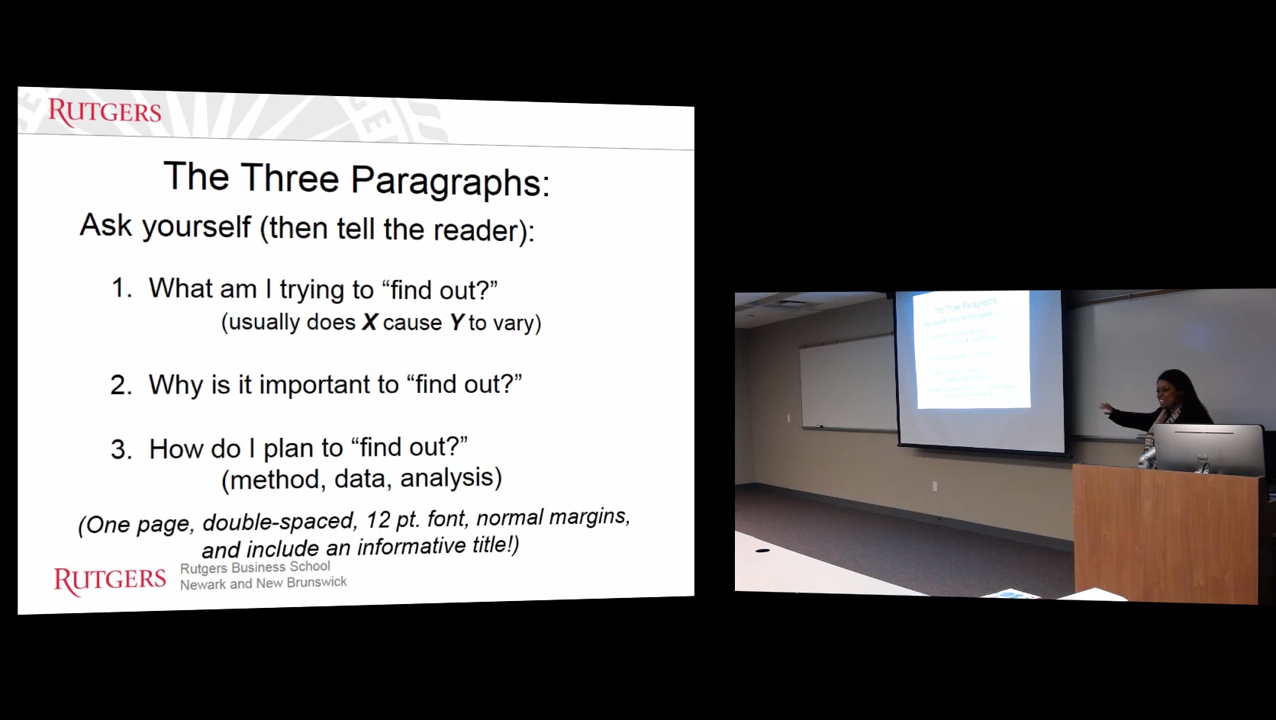 RUTGERS
The Three Paragraphs:
Ask yourself (then tell the reader):
1. What am I trying to “find out?”
(usually does X cause Y to vary)
2. Why is it important to “find out?”
3. How do I plan to “find out?”
(method, data, analysis)
(One page, double-spaced, 12 pt. font, normal margins,
and include an informative title!)
RUTGERS
Rutgers Business School
Newark and New Brunswick
The Three Paragraphs